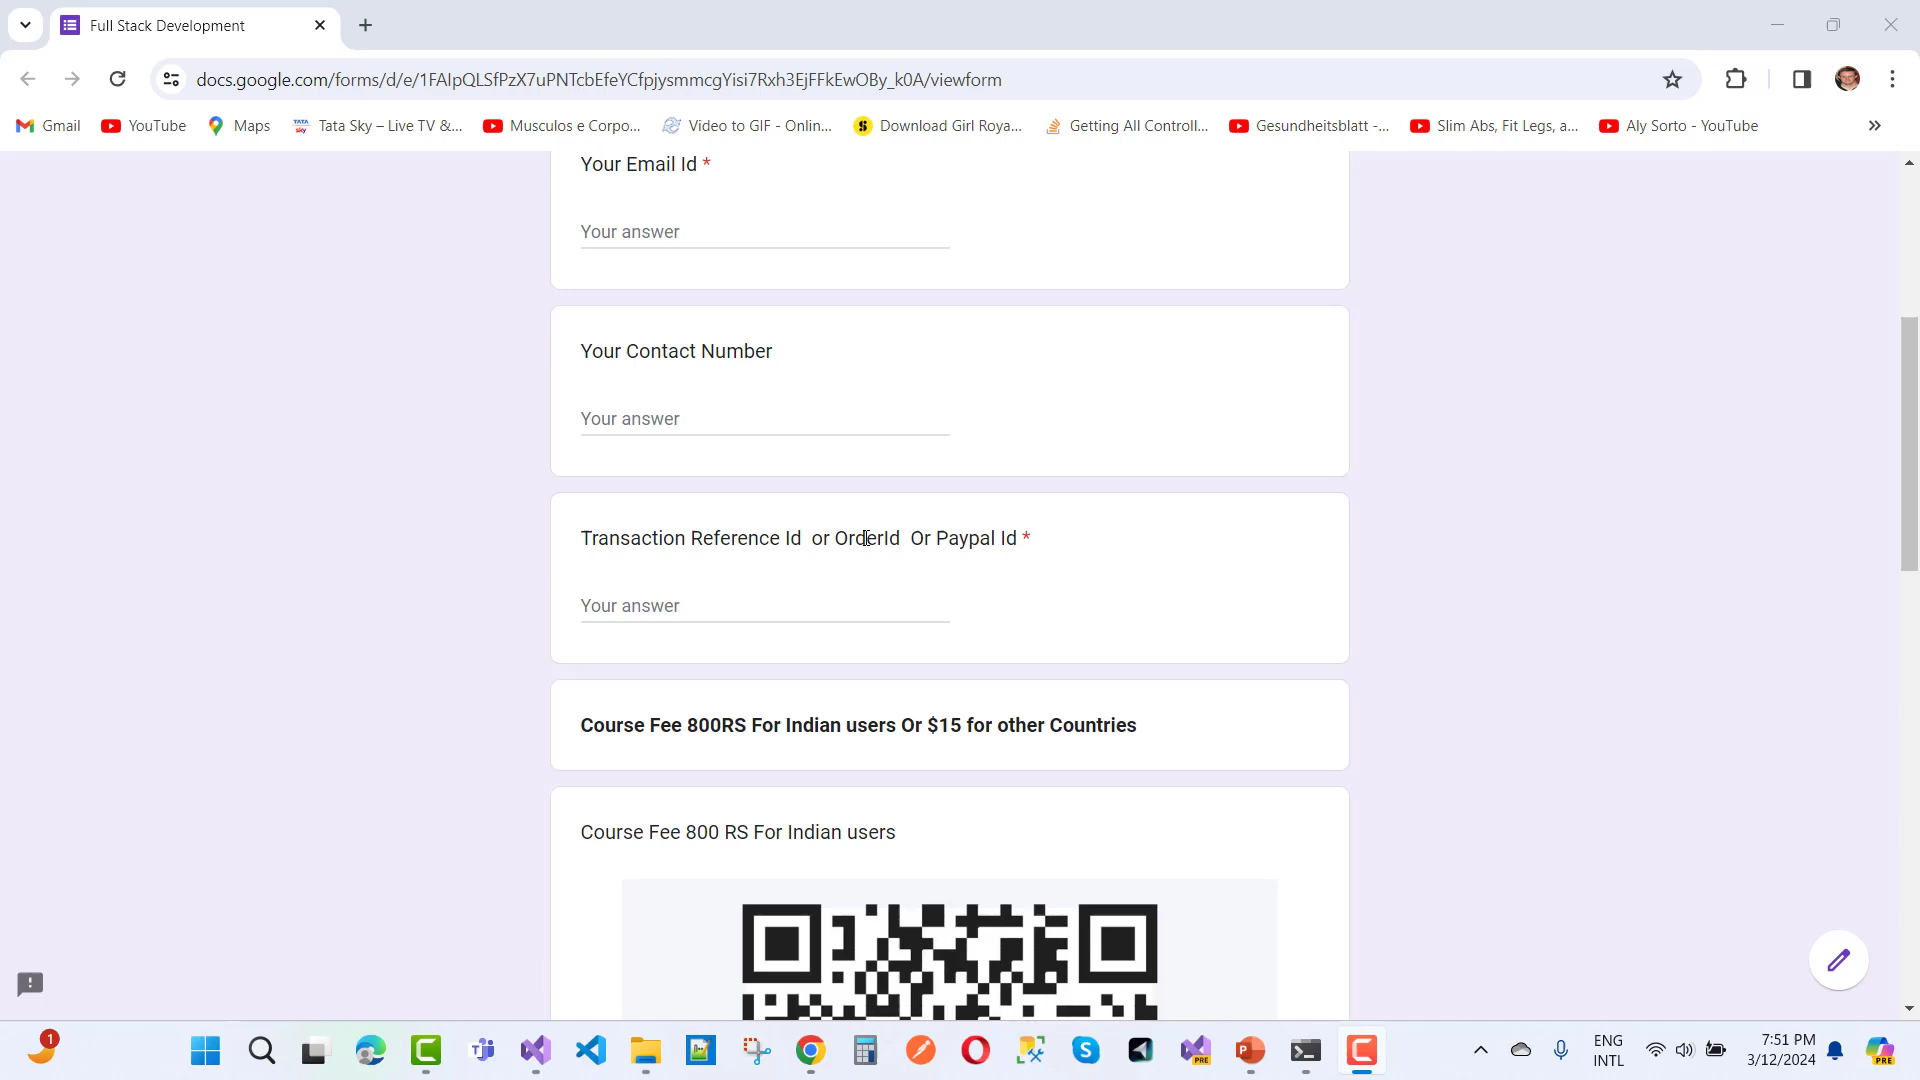 Full Stack Development
docs.google.com/forms/d/e/1FAIpQLSfPzX7uPNTcbEfeYCfpjysmmcgYisi7Rxh3EjFFkEwOBy_k0A/viewform
Gmail
YouTube
Maps
Tata Sky – Live TV &...
Musculos e Corpo...
Video to GIF - Onlin...
Download Girl Roya...
Getting All Controll...
Gesundheitsblatt -...
Slim Abs, Fit Legs, a...
Aly Sorto - YouTube
Your Email Id *
Your answer
Your Contact Number
Your answer
Transaction Reference Id or OrderId Or Paypal Id *
Your answer
Course Fee 800RS For Indian users Or $15 for other Countries
Course Fee 800 RS For Indian users
1
ENG
INTL
7:51 PM
3/12/2024
PRE
PRE